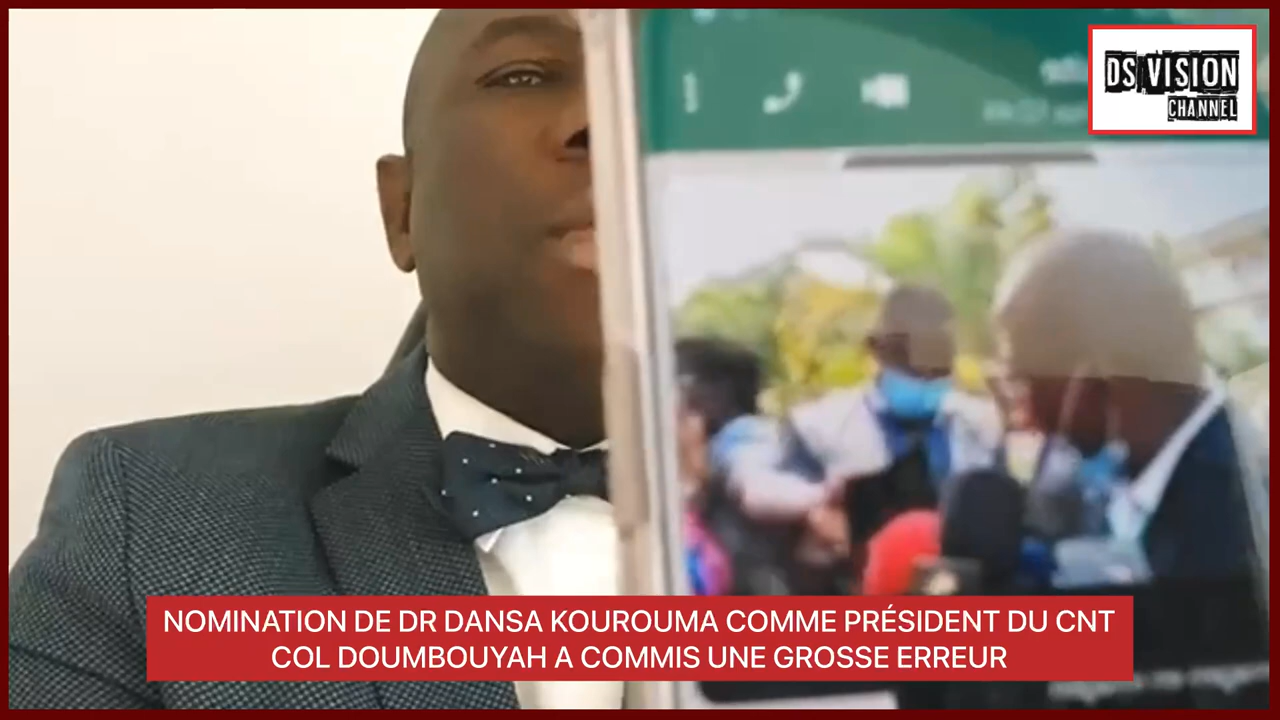 DS VISION
CHANNEL
NOMINATION DE DR DANSA KOUROUMA COMME PRÉSIDENT DU CNT
COL DOUMBOUYAH A COMMIS UNE GROSSE ERREUR